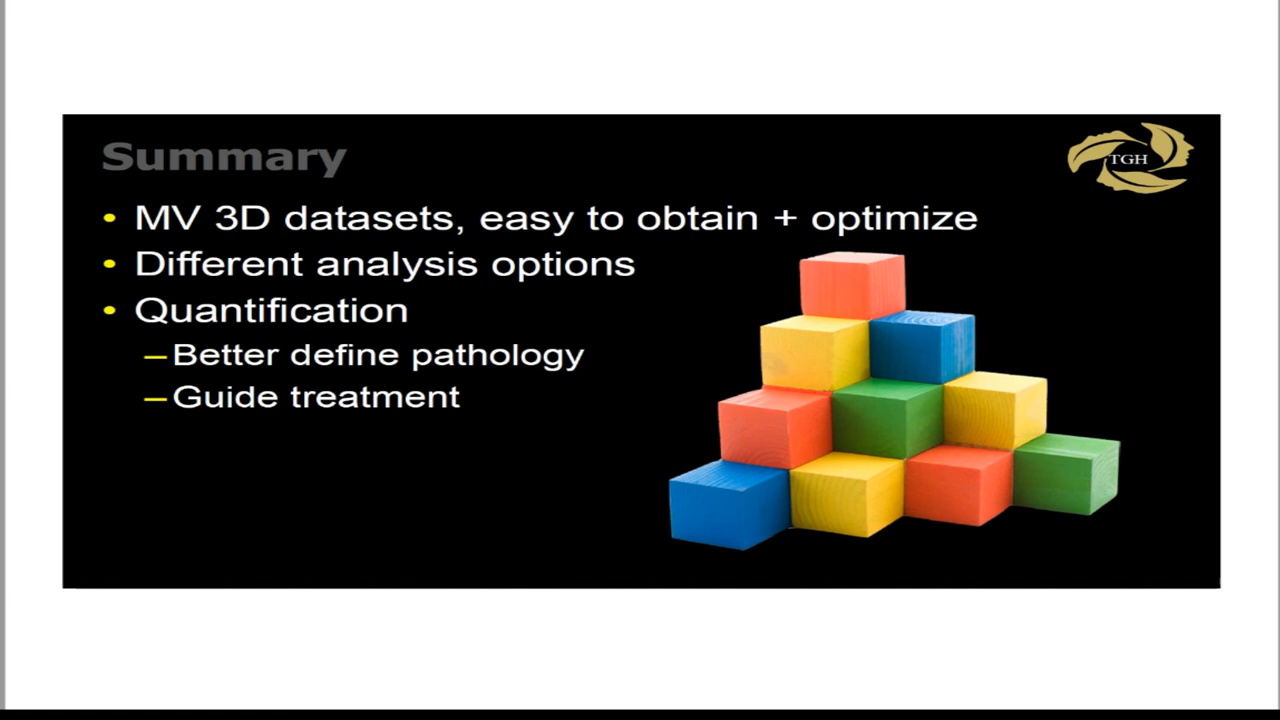 Summary
TGH
• MV 3D datasets, easy to obtain + optimize
• Different analysis options
• Quantification
–Better define pathology
–Guide treatment